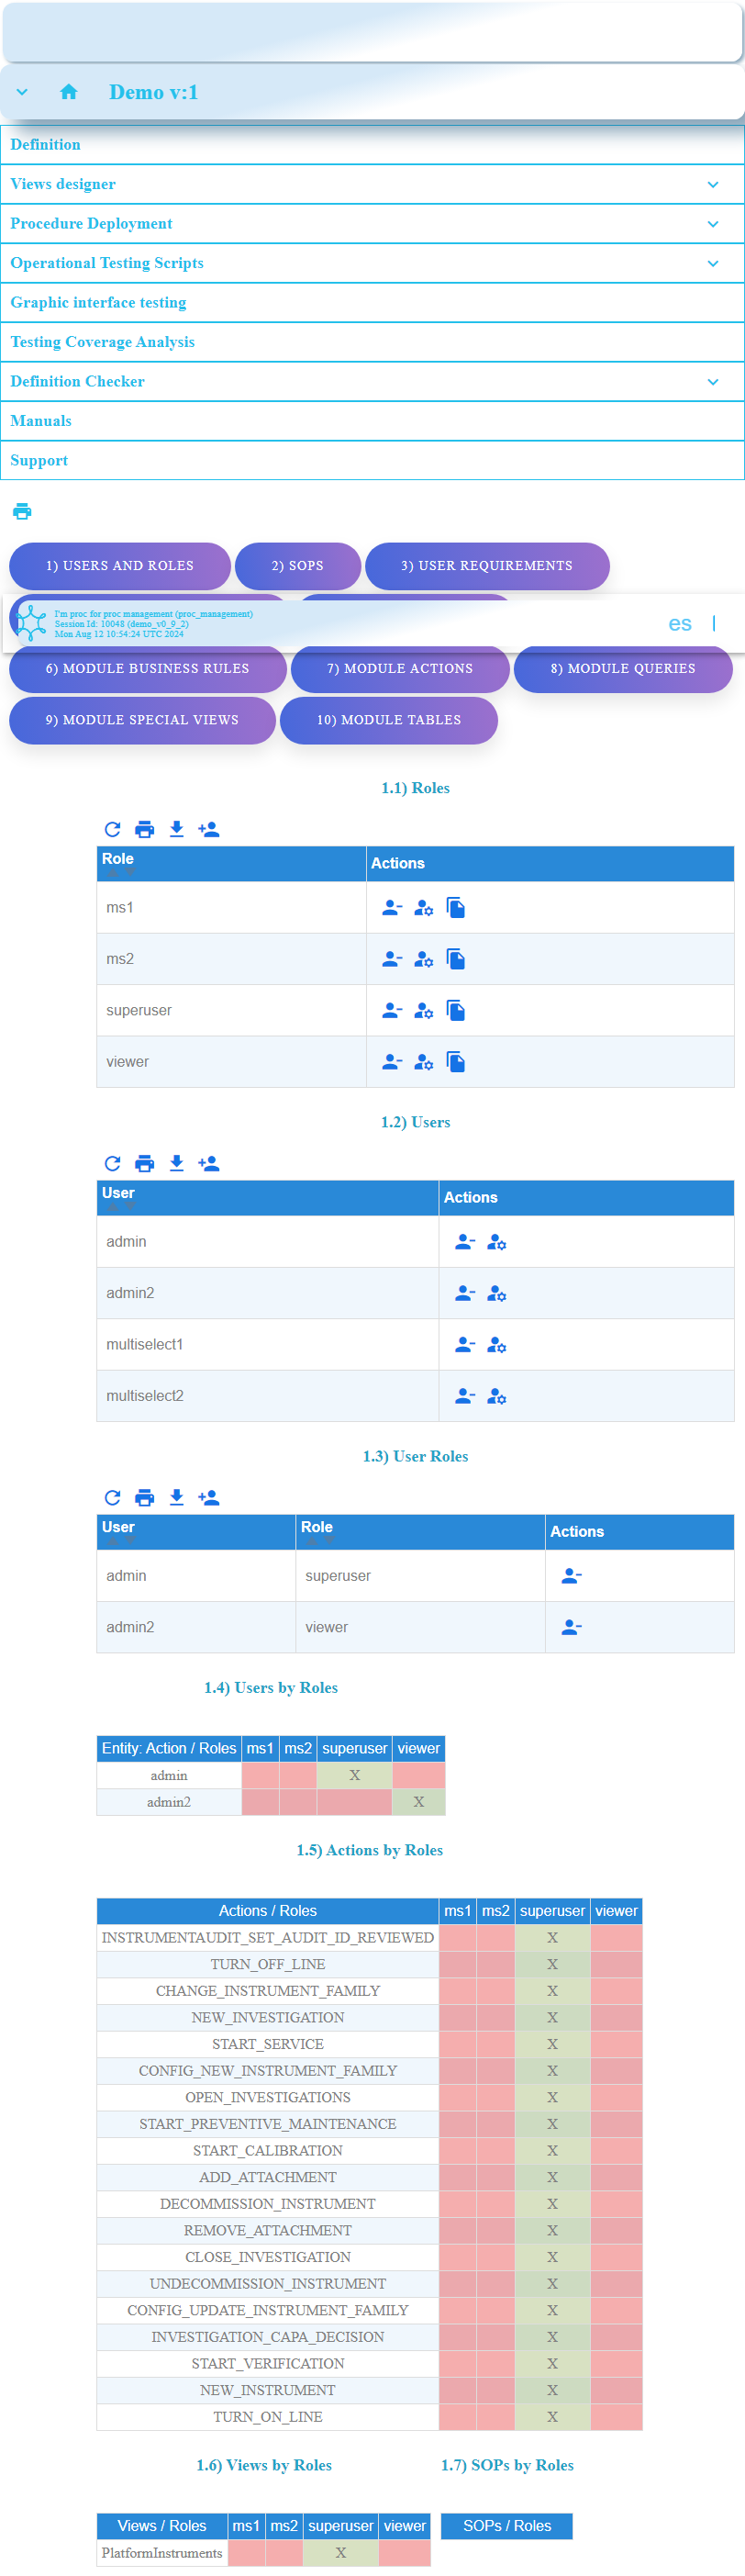 Demo v:1
Definition
Views designer
Procedure Deployment
Operational Testing Scripts
Graphic interface testing
Testing Coverage Analysis
Definition Checker
Manuals
Support
1) USERS AND ROLES 2) SOPS 3) USER REQUIREMENTS
I'm proc for proc management (proc_management)
Session Id: 10048 (demo_v0_9_2)
Mon Aug 12 10:54:24 UTC 2024
es
6) MODULE BUSINESS RULES 7) MODULE ACTIONS 8) MODULE QUERIES
9) MODULE SPECIAL VIEWS 10) MODULE TABLES
1.1) Roles
Role Actions
ms1
ms2
superuser
viewer
1.2) Users
User Actions
admin
admin2
multiselect1
multiselect2
1.3) User Roles
User Role Actions
admin superuser
admin2 viewer
1.4) Users by Roles
Entity: Action / Roles ms1 ms2 superuser viewer
admin X
admin2 X
1.5) Actions by Roles
Actions / Roles ms1 ms2 superuser viewer
INSTRUMENTAUDIT_SET_AUDIT_ID_REVIEWED X
TURN_OFF_LINE X
CHANGE_INSTRUMENT_FAMILY X
NEW_INVESTIGATION X
START_SERVICE X
CONFIG_NEW_INSTRUMENT_FAMILY X
OPEN_INVESTIGATIONS X
START_PREVENTIVE_MAINTENANCE X
START_CALIBRATION X
ADD_ATTACHMENT X
DECOMMISSION_INSTRUMENT X
REMOVE_ATTACHMENT X
CLOSE_INVESTIGATION X
UNDECOMMISSION_INSTRUMENT X
CONFIG_UPDATE_INSTRUMENT_FAMILY X
INVESTIGATION_CAPA_DECISION X
START_VERIFICATION X
NEW_INSTRUMENT X
TURN_ON_LINE X
1.6) Views by Roles 1.7) SOPs by Roles
Views / Roles ms1 ms2 superuser viewer SOPs / Roles
PlatformInstruments X